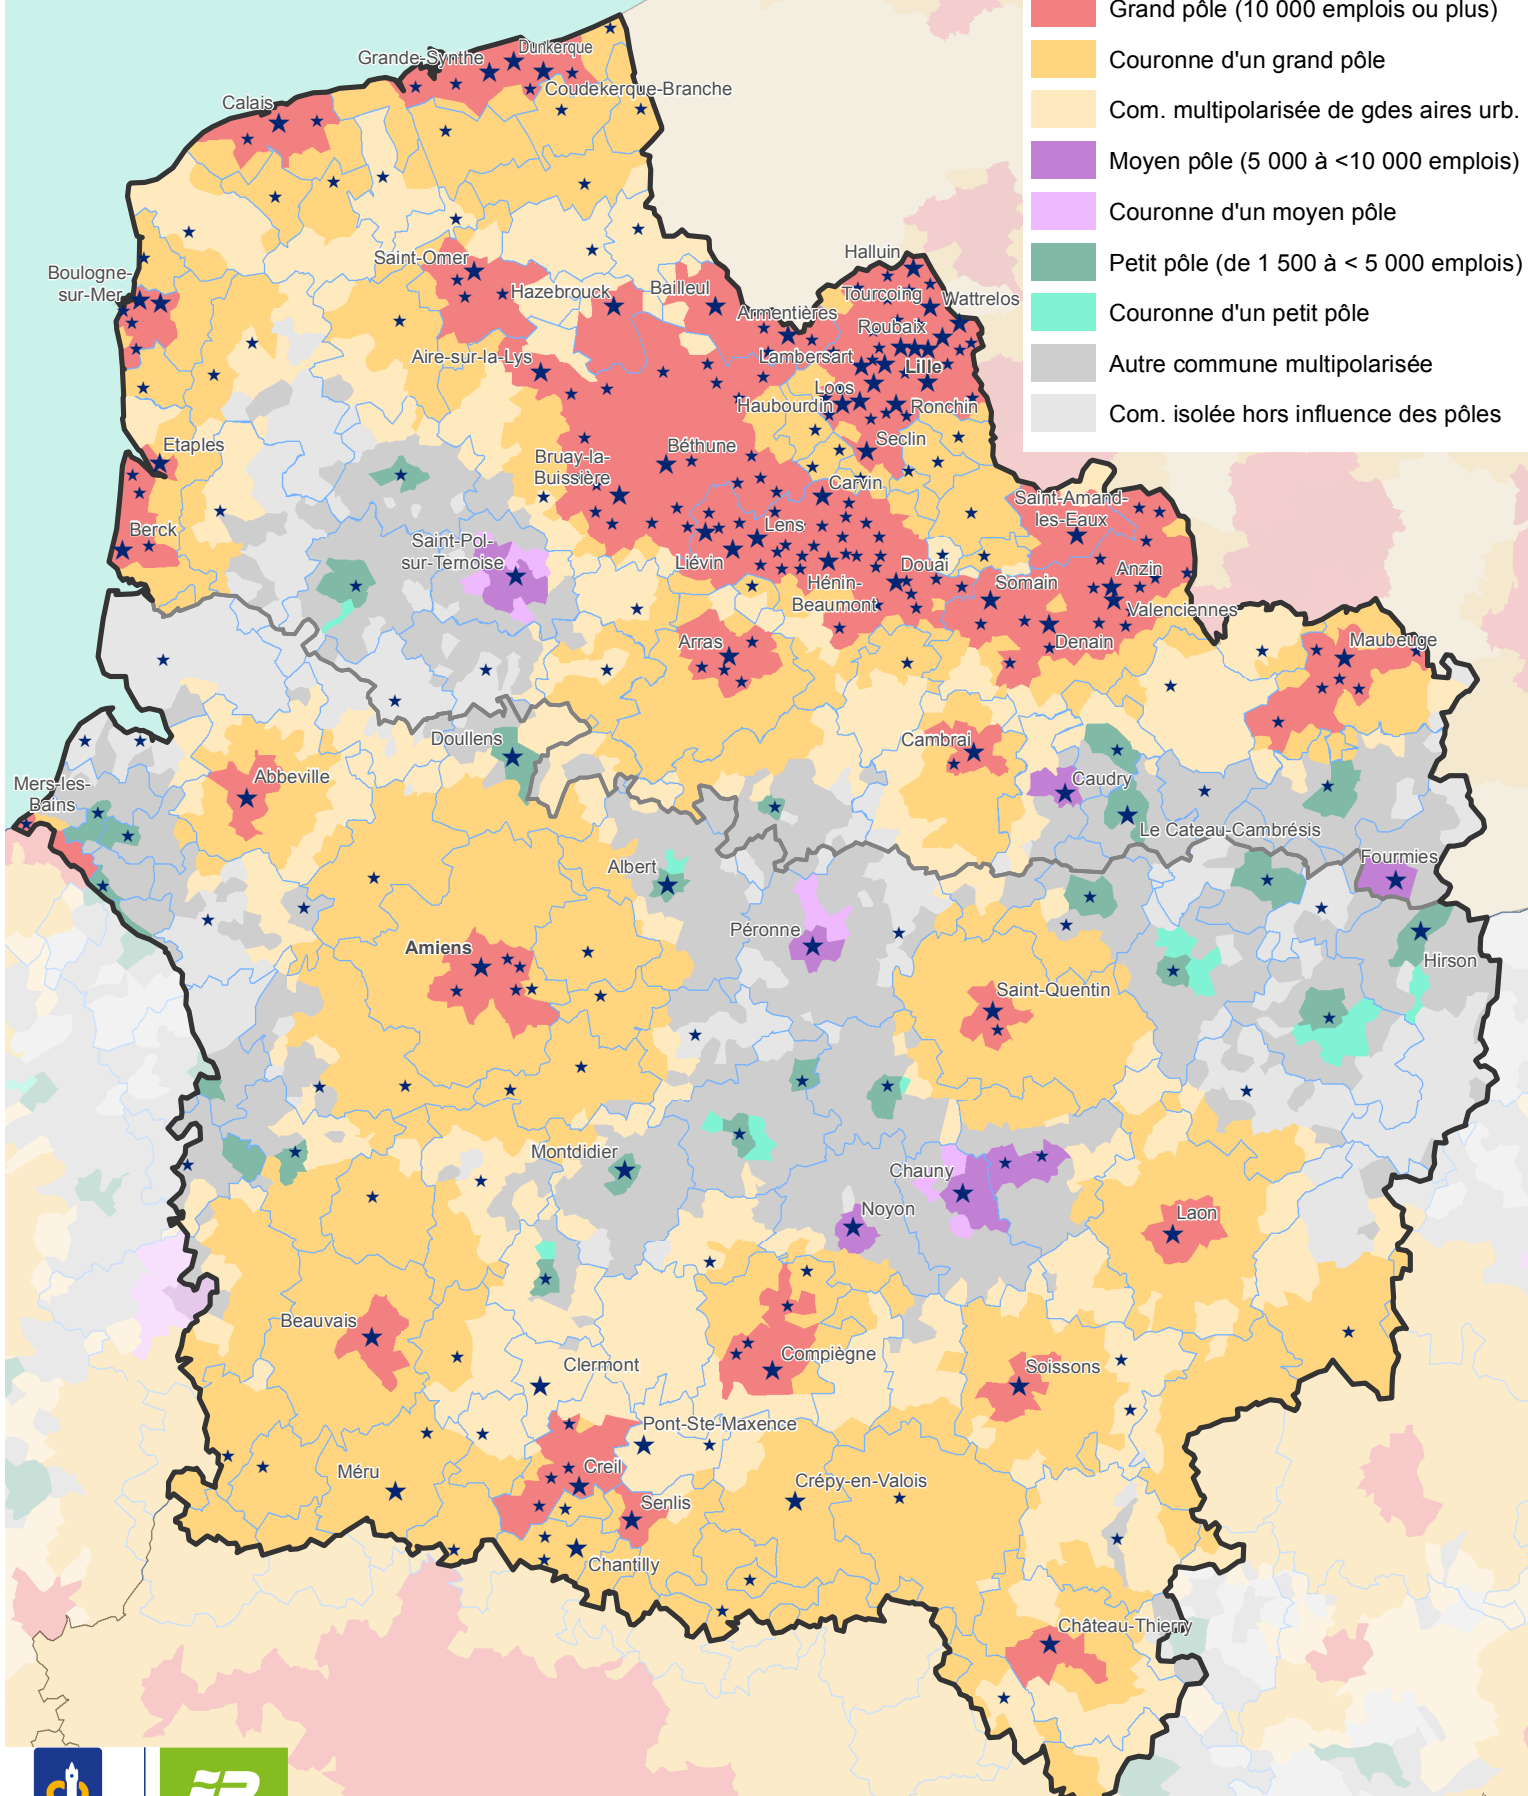 Grand pôle (10 000 emplois ou plus)
Couronne d'un grand pôle
Com. multipolarisée de gdes aires urb.
Moyen pôle (5 000 à <10 000 emplois)
Couronne d'un moyen pôle
Petit pôle (de 1 500 à < 5 000 emplois)
Couronne d'un petit pôle
Autre commune multipolarisée
Com. isolée hors influence des pôles
Grande-Synthe
Dunkerque
Coudekerque-Branche
Calais
Saint-Omer
Boulogne-
sur-Mer
Hazebrouck
Bailleul
Halluin
Tourcoing
Wattrelos
Armentières
Roubaix
Lambersart
Lille
Aire-sur-la-Lys
Loos
Haubourdin
Ronchin
Etaples
Béthune
Seclin
Bruay-la-
Buissière
Carvin
Saint-Amand-
les-Eaux
Berck
Lens
Saint-Pol-
sur-Ternoise
Liévin
Douai
Anzin
Hénin-
Beaumont
Somain
Valenciennes
Arras
Denain
Maubeuge
Doullens
Cambrai
Abbeville
Caudry
Mers-les-
Bains
Le Cateau-Cambrésis
Albert
Fourmies
Péronne
Amiens
Hirson
Saint-Quentin
Montdidier
Chauny
Noyon
Laon
Beauvais
Clermont
Compiègne
Soissons
Pont-Ste-Maxence
Méru
Creil
Crépy-en-Valois
Senlis
Chantilly
Château-Thierry